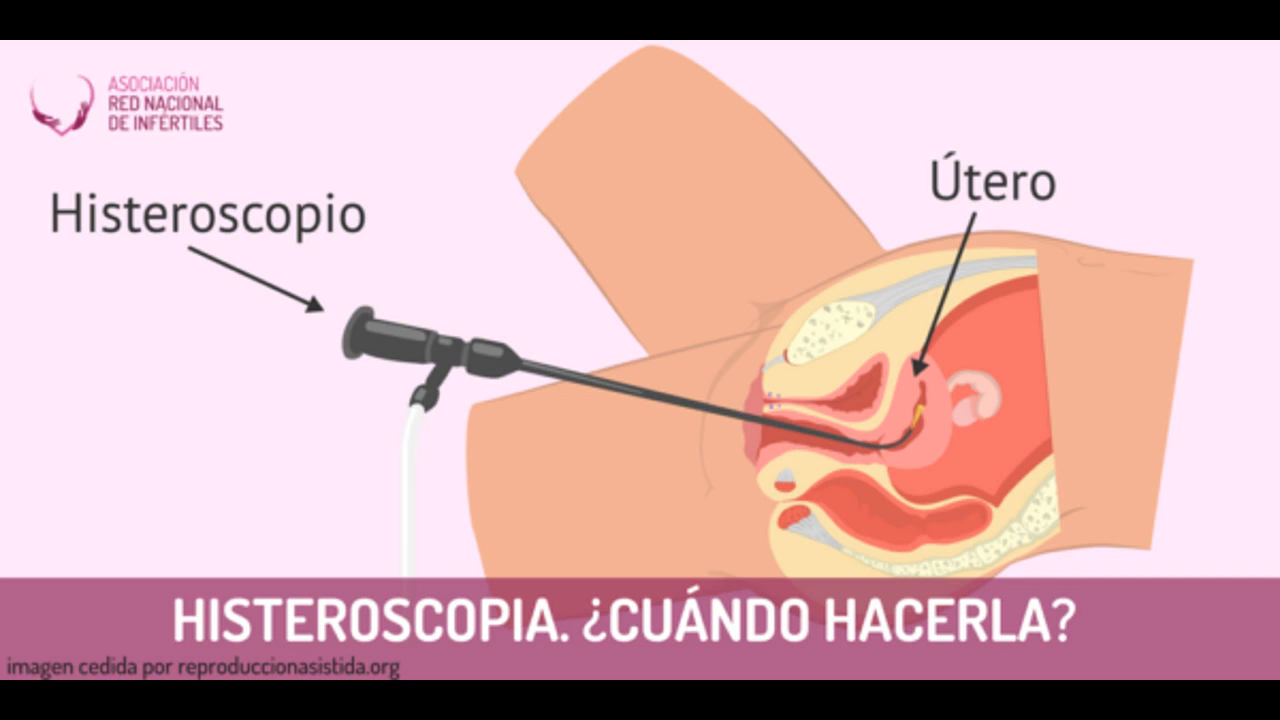 ASOCIACIÓN
RED NACIONAL
DE INFÉRTILES
Histeroscopio
Útero
HISTEROSCOPIA. ¿CUÁNDO HACERLA?
imagen cedida por reproduccionasistida.org